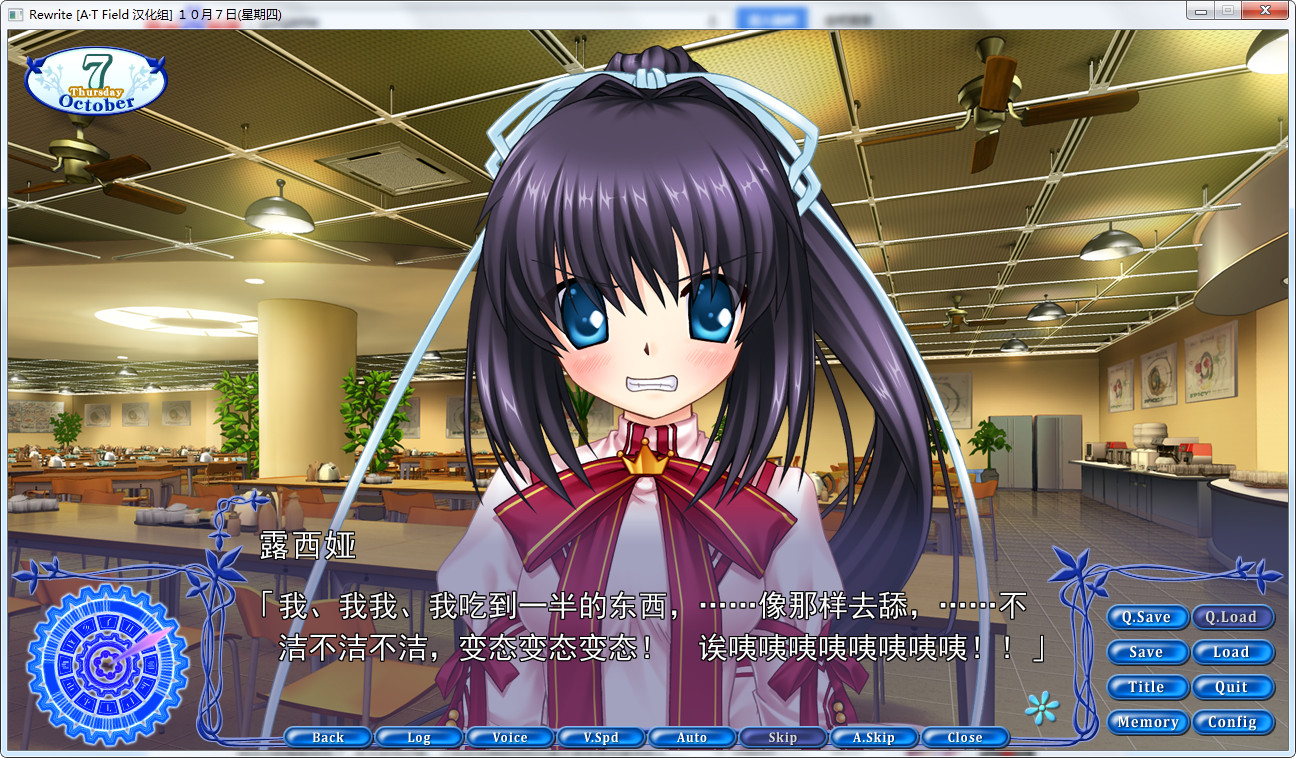 Rewrite [A·T Field 汉化组] １０月７日(星期四)
7
Thursday
October
露西娅
「我、我我、我吃到一半的东西，……像那样去舔，……不
洁不洁不洁，变态变态变态！　诶咦咦咦咦咦咦咦咦！！」
Q.Save Q.Load
Save Load
Title Quit
Memory Config
Back Log Voice V.Spd Auto Skip A.Skip Close